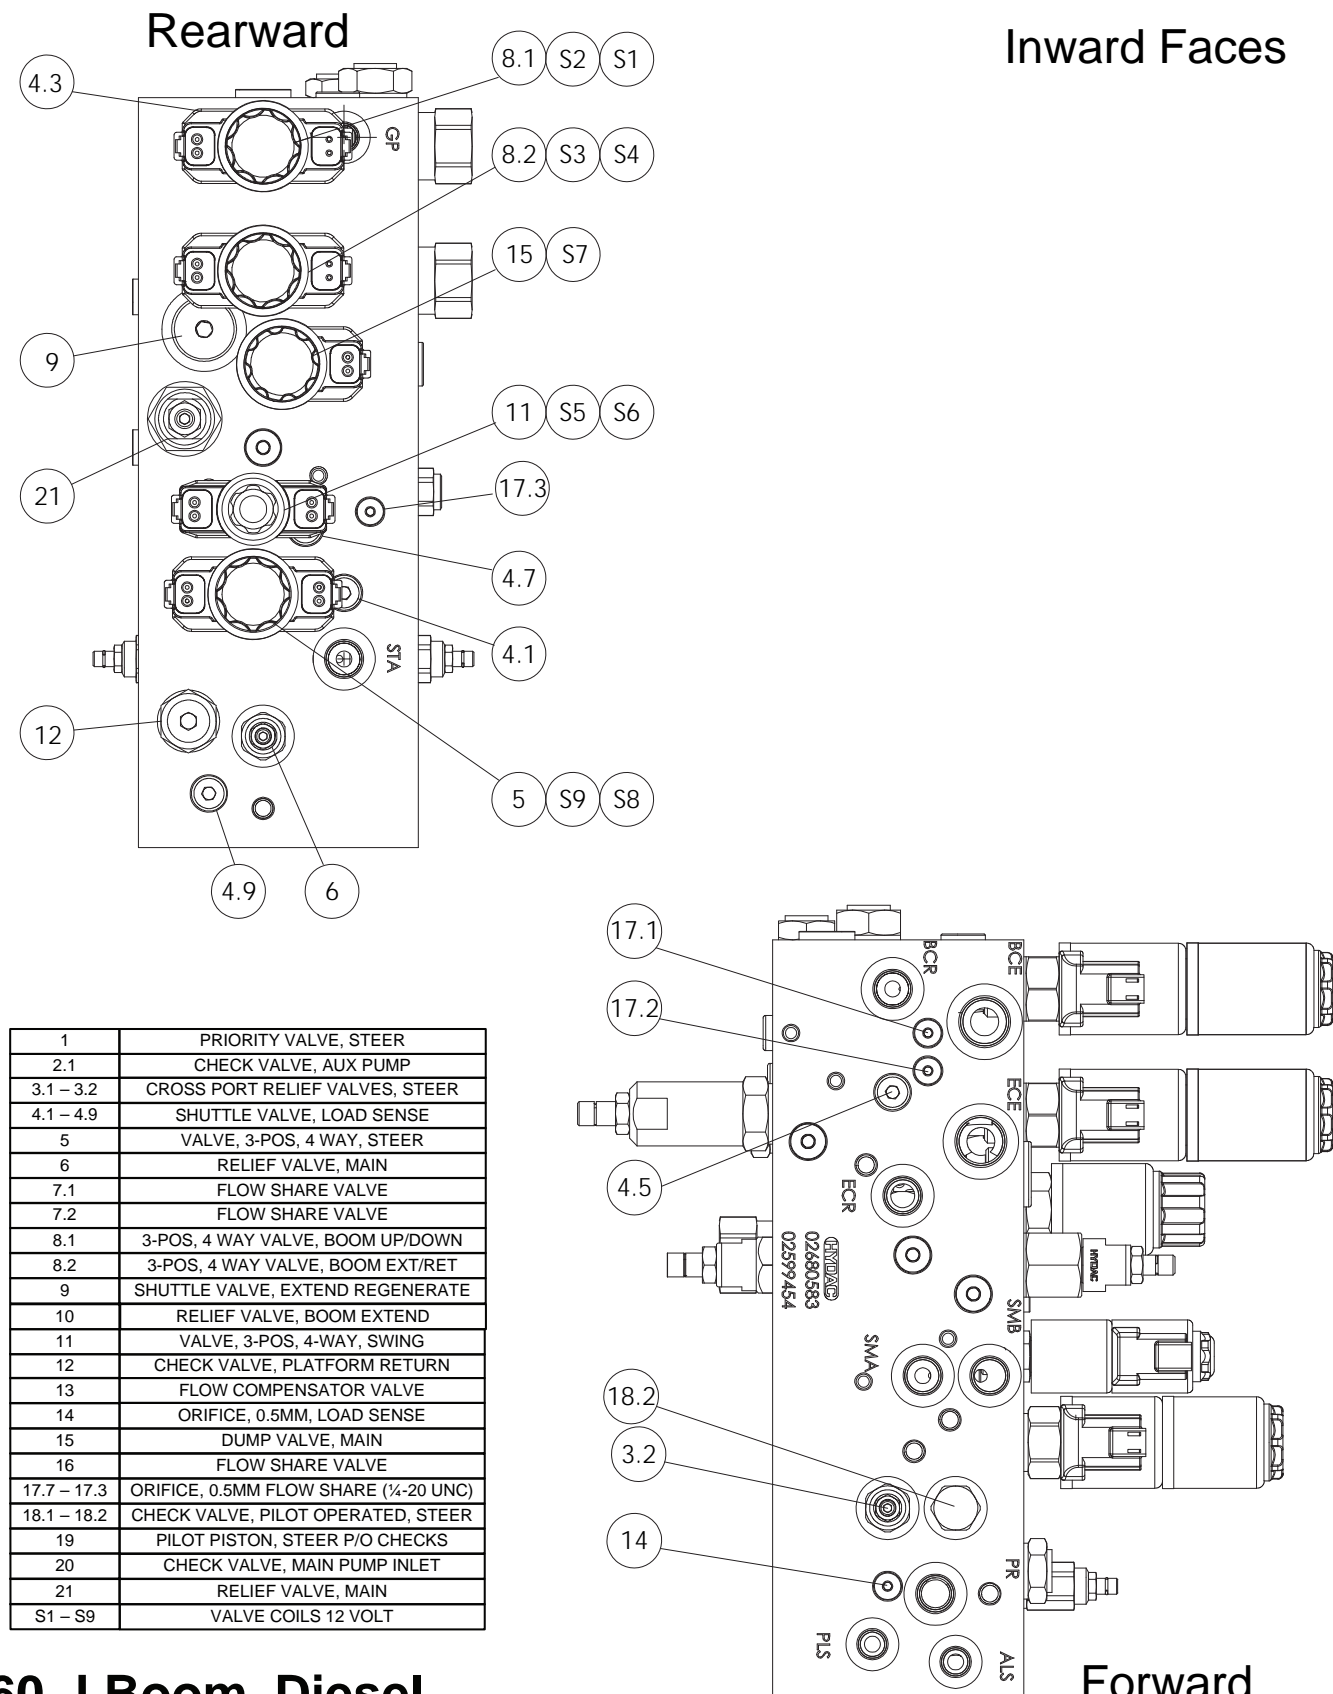 Rearward
Inward Faces
4.3
8.1 S2 S1
8.2 S3 S4
15 S7
9
11 S5 S6
21
17.3
4.7
4.1
12
5 S9 S8
4.9
6
GP
STA
17.1
17.2
4.5
18.2
3.2
14
BCR
BCE
ECE
ECR
HYDAC
02680583
02599454
HYDAC
SMB
SMA
PR
PLS
ALS
1 PRIORITY VALVE, STEER
2.1 CHECK VALVE, AUX PUMP
3.1 – 3.2 CROSS PORT RELIEF VALVES, STEER
4.1 – 4.9 SHUTTLE VALVE, LOAD SENSE
5 VALVE, 3-POS, 4 WAY, STEER
6 RELIEF VALVE, MAIN
7.1 FLOW SHARE VALVE
7.2 FLOW SHARE VALVE
8.1 3-POS, 4 WAY VALVE, BOOM UP/DOWN
8.2 3-POS, 4 WAY VALVE, BOOM EXT/RET
9 SHUTTLE VALVE, EXTEND REGENERATE
10 RELIEF VALVE, BOOM EXTEND
11 VALVE, 3-POS, 4-WAY, SWING
12 CHECK VALVE, PLATFORM RETURN
13 FLOW COMPENSATOR VALVE
14 ORIFICE, 0.5MM, LOAD SENSE
15 DUMP VALVE, MAIN
16 FLOW SHARE VALVE
17.7 – 17.3 ORIFICE, 0.5MM FLOW SHARE (¼-20 UNC)
18.1 – 18.2 CHECK VALVE, PILOT OPERATED, STEER
19 PILOT PISTON, STEER P/O CHECKS
20 CHECK VALVE, MAIN PUMP INLET
21 RELIEF VALVE, MAIN
S1 – S9 VALVE COILS 12 VOLT
Forward